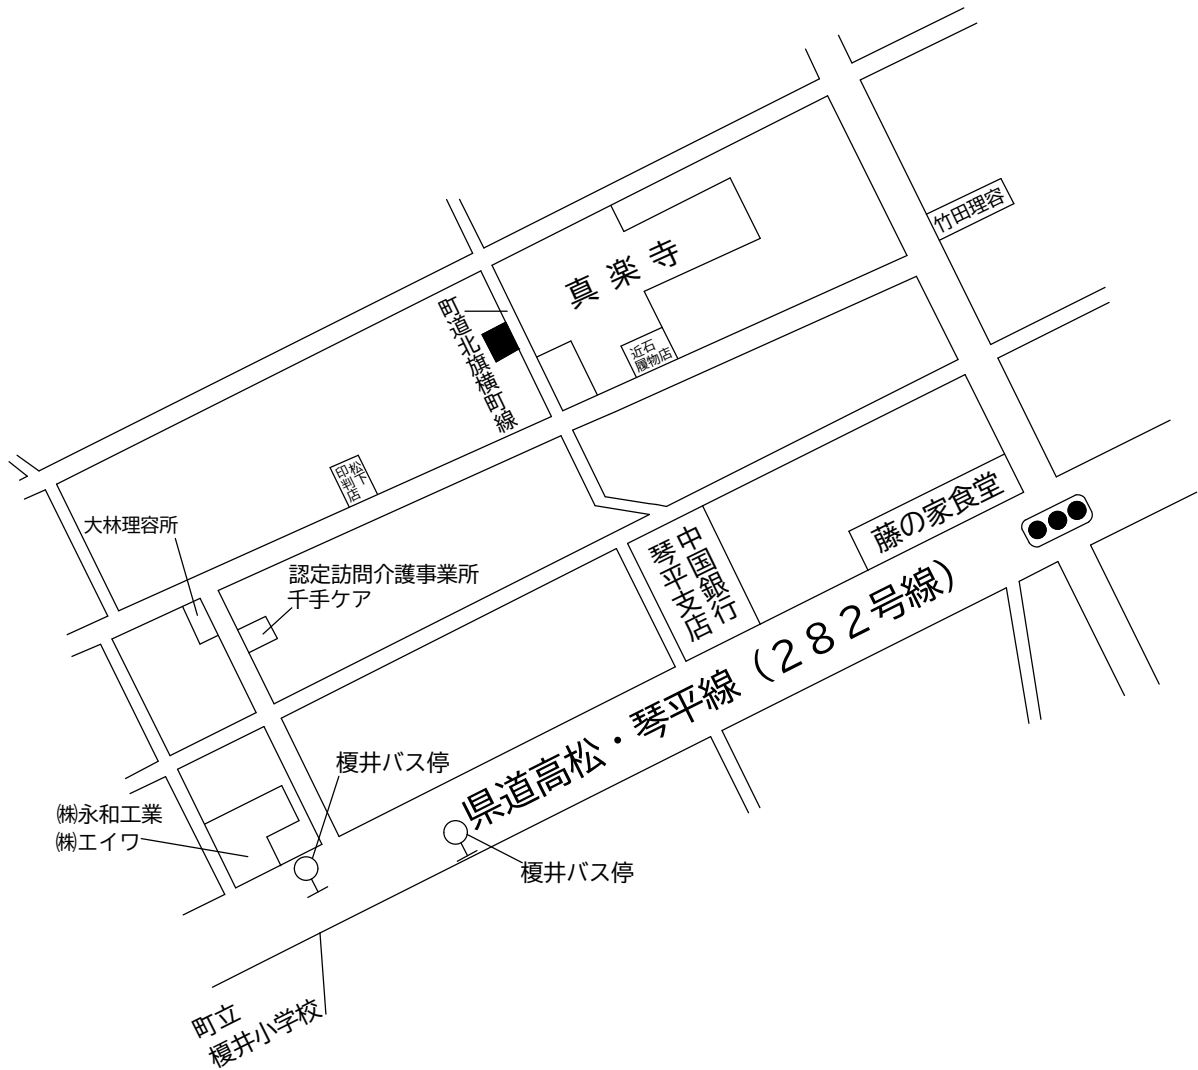 竹田理容
真楽寺
町道北旗横町線
近石
履物店
松下
印判店
大林理容所
認定訪問介護事業所
千手ケア
藤の家食堂
中国銀行
琴平支店
県道高松・琴平線（２８２号線）
榎井バス停
㈱永和工業
㈱エイワ
榎井バス停
町立
榎井小学校